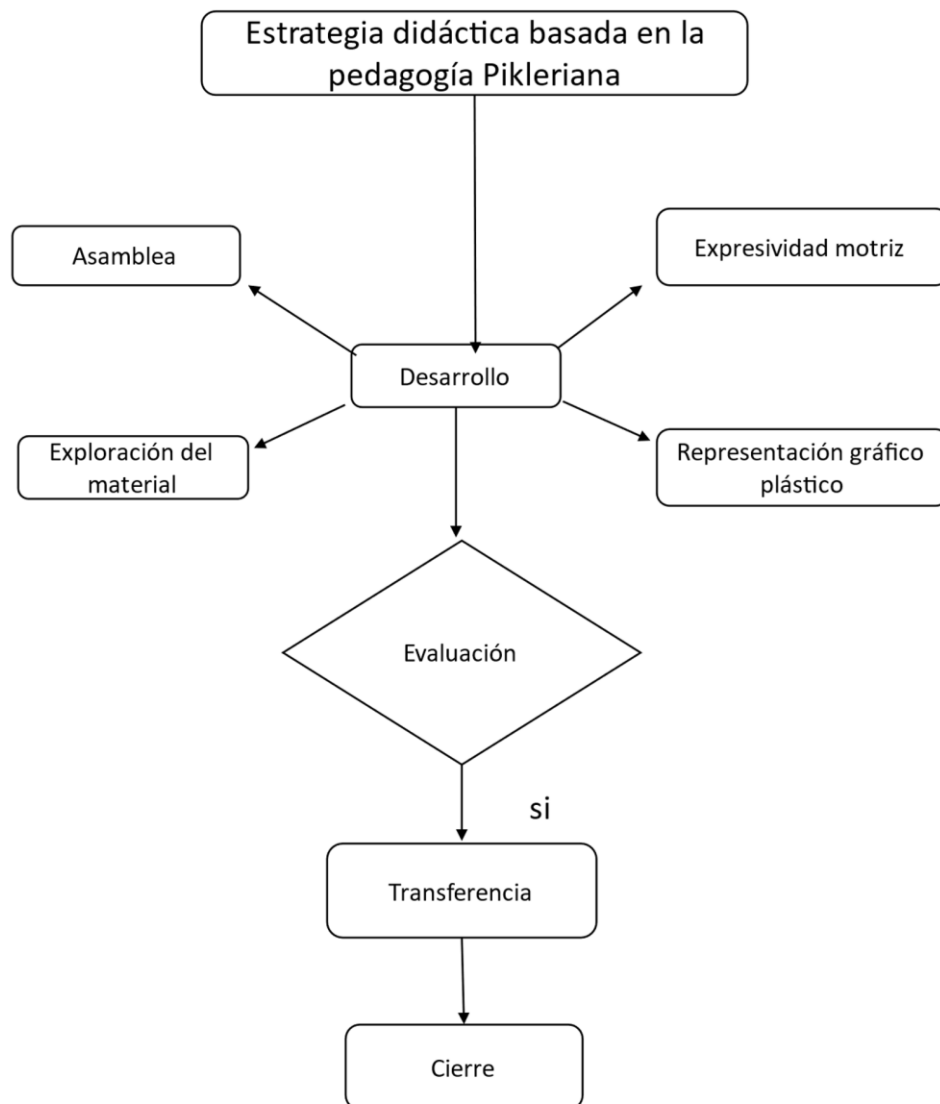 Estrategia didáctica basada en la
pedagogía Pikleriana
Asamblea
Expresividad motriz
Desarrollo
Exploración del
material
Representación gráfico
plástico
Evaluación
si
Transferencia
Cierre